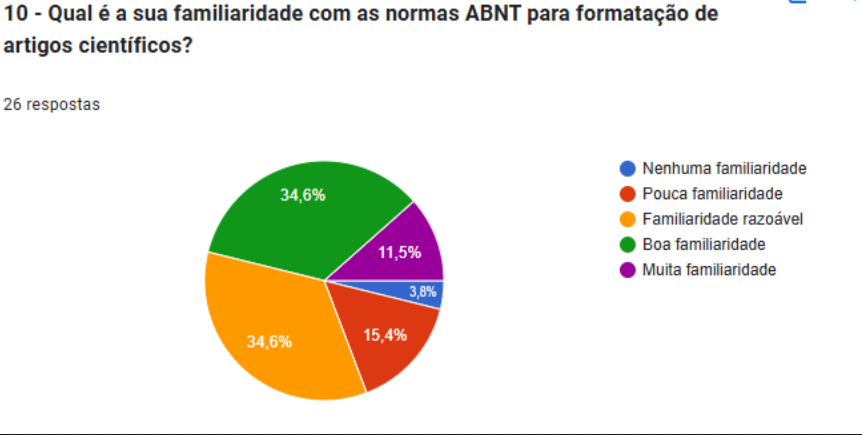 10 - Qual é a sua familiaridade com as normas ABNT para formatação de
artigos científicos?
26 respostas
34,6%
11,5%
3,8%
15,4%
34,6%
Nenhuma familiaridade
Pouca familiaridade
Familiaridade razoável
Boa familiaridade
Muita familiaridade